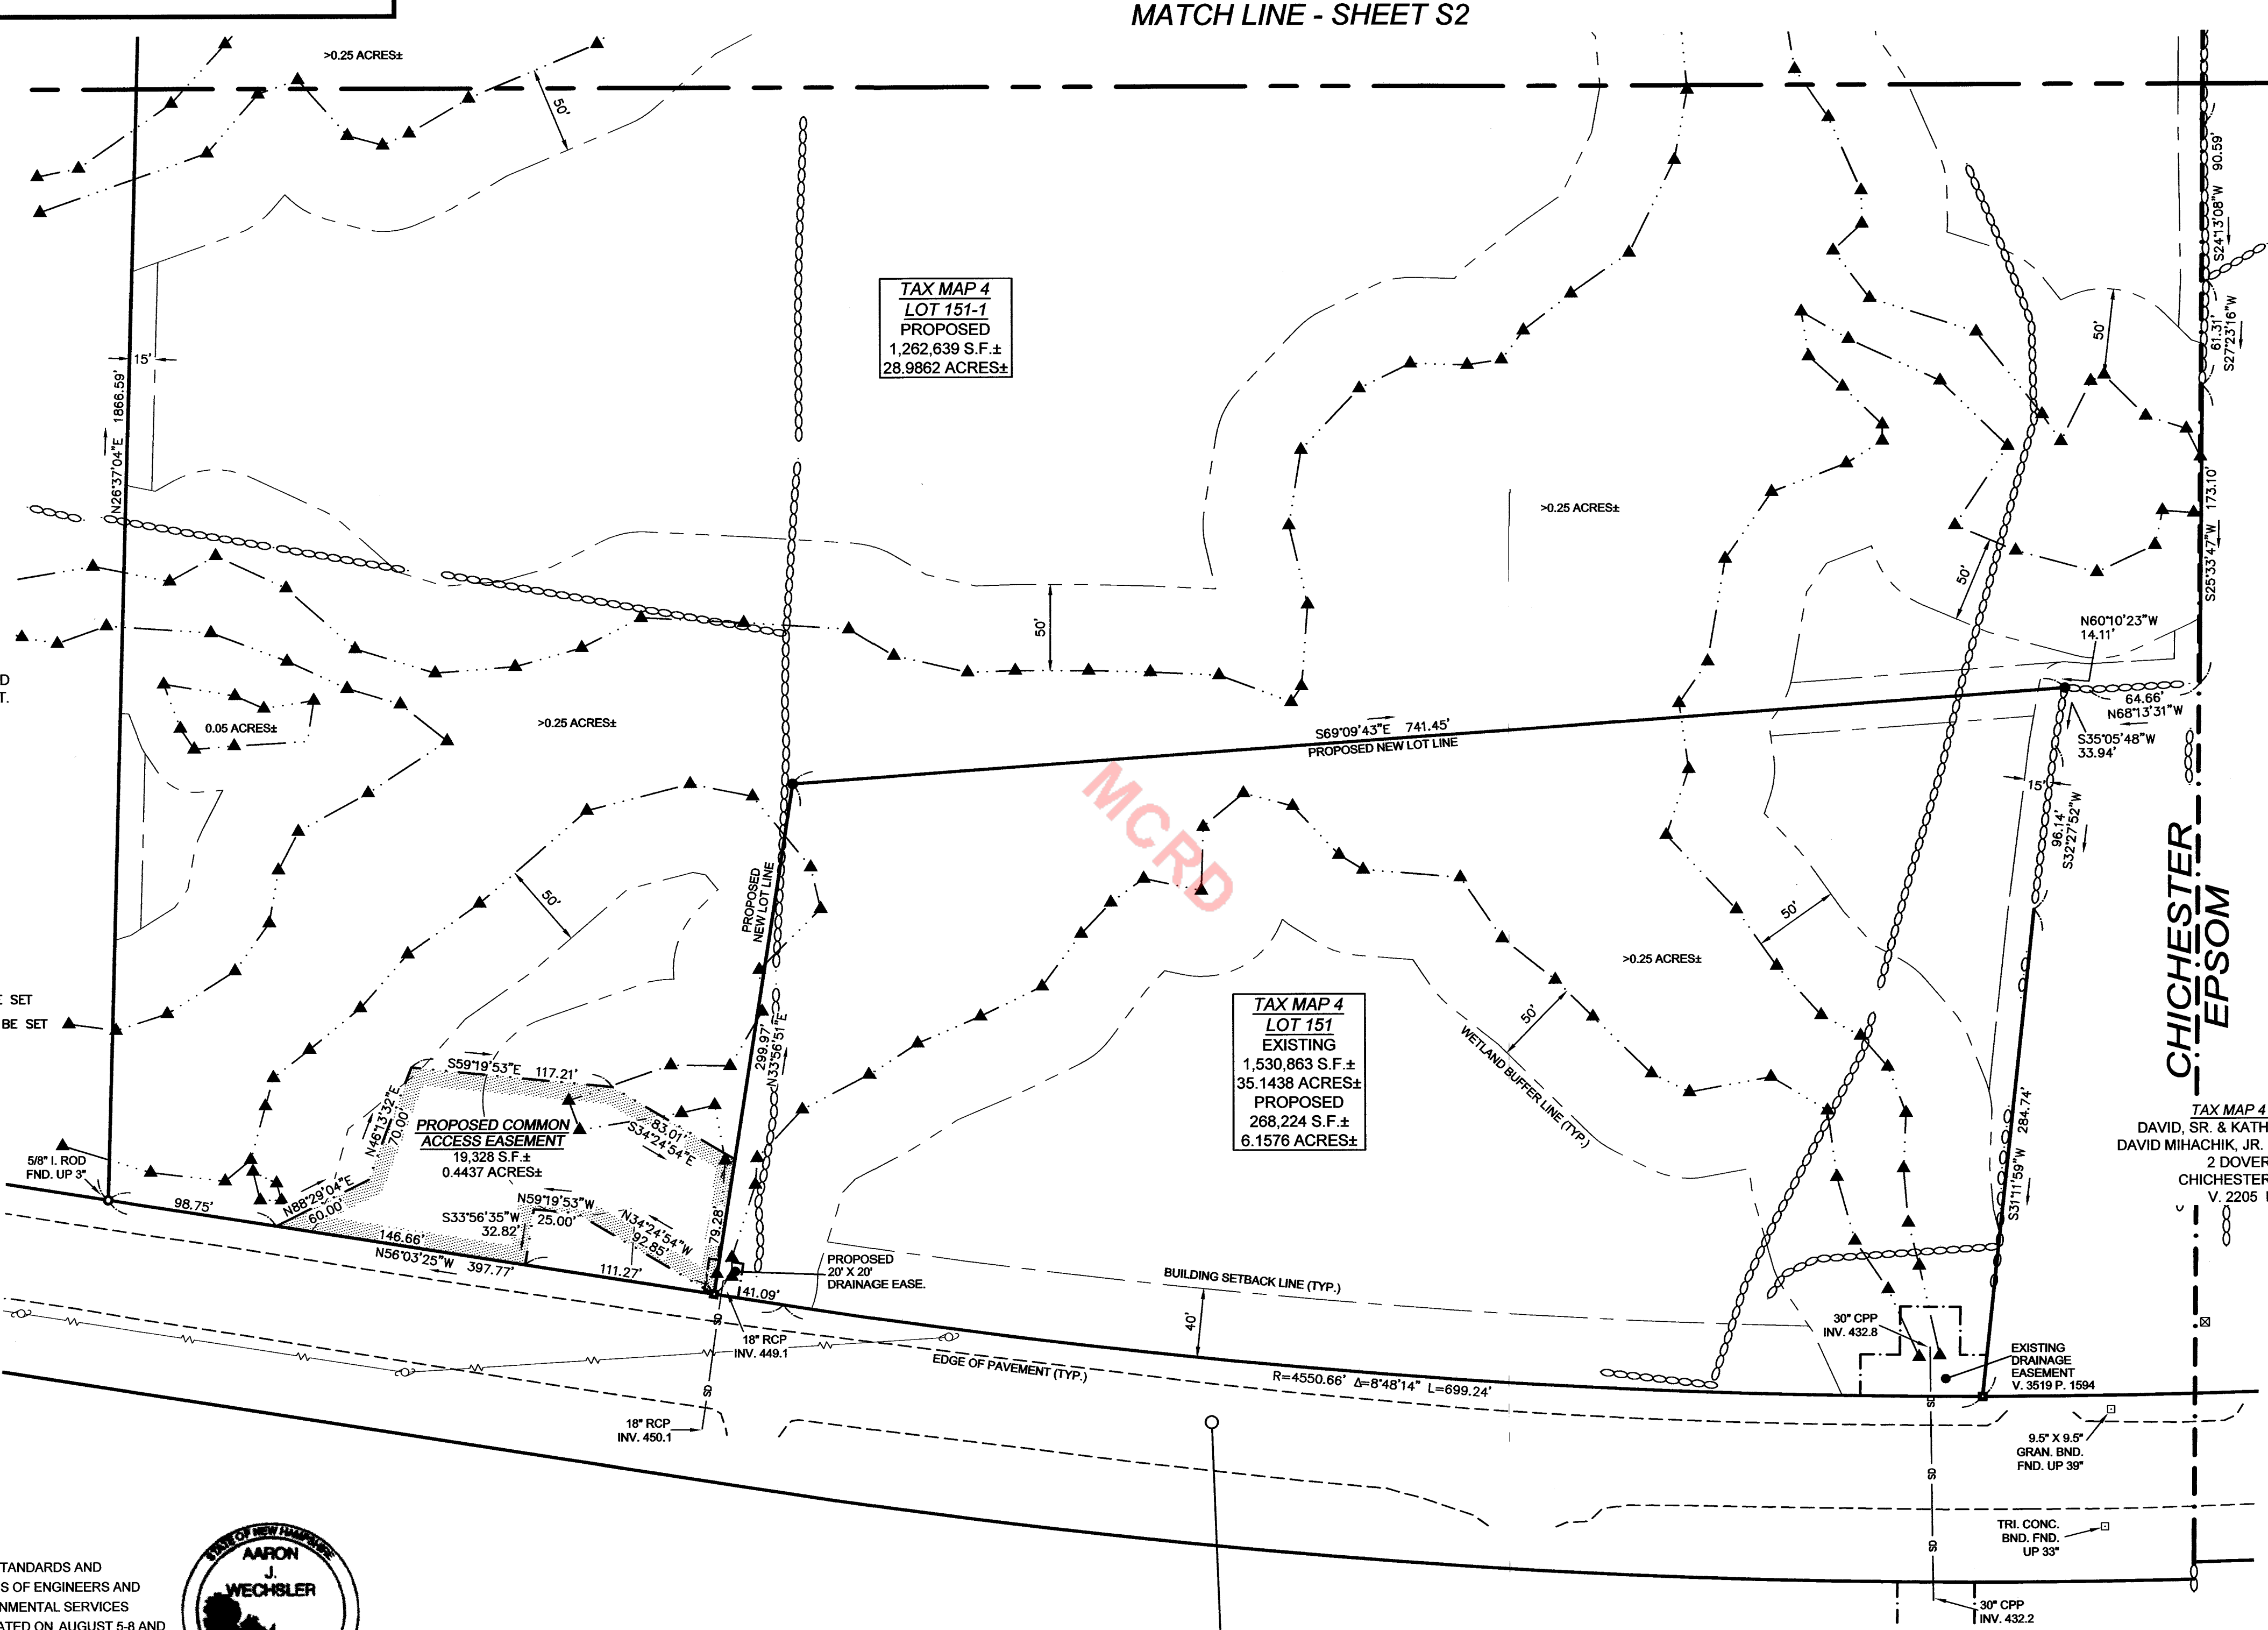 MATCH LINE - SHEET S2
>0.25 ACRES±
50'
S24°13'08"W 90.59'
61.31'
S27°23'16"W
50'
TAX MAP 4
LOT 151-1
PROPOSED
1,262,639 S.F.±
28.9862 ACRES±
15'
N26°37'04"E 1866.59'
>0.25 ACRES±
S25°33'47"W 173.10'
50'
50'
N60°10'23"W
14.11'
D
T.
0.05 ACRES±
>0.25 ACRES±
64.66'
N68°13'31"W
S69°09'43"E 741.45'
PROPOSED NEW LOT LINE
S35°05'48"W
33.94'
15'
96.14'
S32°27'52"W
MCRD
CHICHESTER
EPSOM
PROPOSED
NEW LOT LINE
50'
50'
>0.25 ACRES±
SET
BE SET
299.97'
N33°56'51"E
TAX MAP 4
LOT 151
EXISTING
1,530,863 S.F.±
35.1438 ACRES±
PROPOSED
268,224 S.F.±
6.1576 ACRES±
50'
WETLAND BUFFER LINE (TYP.)
S59°19'53"E 117.21'
N46°13'32"E
70.00'
PROPOSED COMMON
ACCESS EASEMENT
19,328 S.F.±
0.4437 ACRES±
83.01'
S34°24'54"E
284.74'
S31°11'59"W
TAX MAP 4
DAVID, SR. & KATH
DAVID MIHACHIK, JR.
2 DOVER
CHICHESTER
V. 2205
5/8" I. ROD
FND. UP 3"
98.75'
N88°29'04"E
60.00'
N59°19'53"W
25.00'
S33°56'35"W
32.82'
N34°24'54"W
92.85'
79.28'
146.66'
N56°03'25"W 397.77'
111.27'
41.09'
PROPOSED
20' X 20'
DRAINAGE EASE.
BUILDING SETBACK LINE (TYP.)
40'
SD
18" RCP
INV. 449.1
EDGE OF PAVEMENT (TYP.)
R=4550.66' Δ=8°48'14" L=699.24'
30" CPP
INV. 432.8
EXISTING
DRAINAGE
EASEMENT
V. 3519 P. 1594
SD
SD
18" RCP
INV. 450.1
9.5" X 9.5"
GRAN. BND.
FND. UP 39"
SD
TRI. CONC.
BND. FND.
UP 33"
SD
30" CPP
INV. 432.2
STATE OF NEW HAMPSHIRE
AARON
J.
WECHSLER
TANDARDS AND
S OF ENGINEERS AND
NMENTAL SERVICES
ATED ON AUGUST 5-8 AND